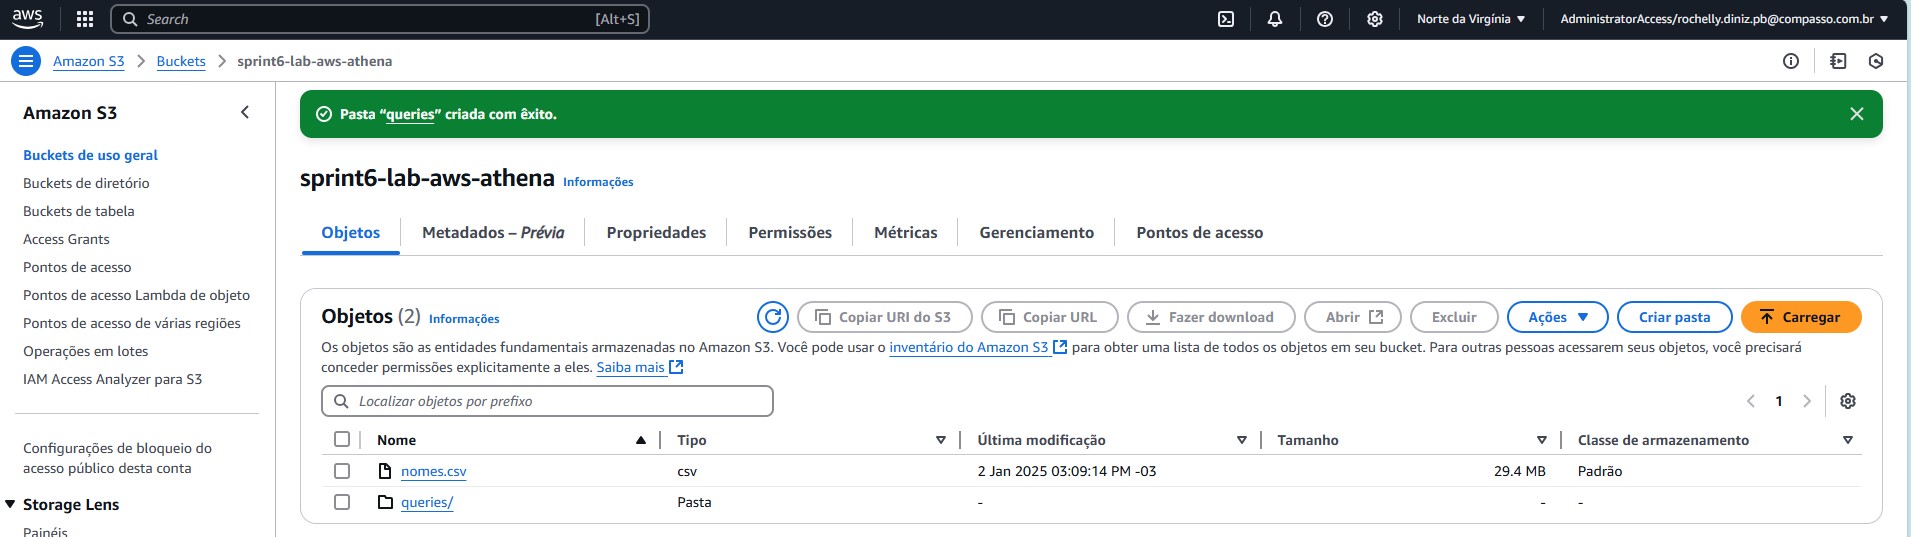 aws
Search [Alt+S]
Norte da Virgínia
AdministratorAccess/rochelly.diniz.pb@compasso.com.br
Amazon S3 > Buckets > sprint6-lab-aws-athena
Amazon S3
Buckets de uso geral
Buckets de diretório
Buckets de tabela
Access Grants
Pontos de acesso
Pontos de acesso Lambda de objeto
Pontos de acesso de várias regiões
Operações em lotes
IAM Access Analyzer para S3
Configurações de bloqueio do
acesso público desta conta
Storage Lens
Painéis
Pasta “queries” criada com êxito.
sprint6-lab-aws-athena Informações
Objetos Metadados – Prévia Propriedades Permissões Métricas Gerenciamento Pontos de acesso
Objetos (2) Informações
Copiar URI do S3 Copiar URL Fazer download Abrir Excluir Ações Criar pasta Carregar
Os objetos são as entidades fundamentais armazenadas no Amazon S3. Você pode usar o inventário do Amazon S3 para obter uma lista de todos os objetos em seu bucket. Para outras pessoas acessarem seus objetos, você precisará
conceder permissões explicitamente a eles. Saiba mais
Localizar objetos por prefixo
1
Nome Tipo Última modificação Tamanho Classe de armazenamento
nomes.csv csv 2 Jan 2025 03:09:14 PM -03 29.4 MB Padrão
queries/ Pasta - - -